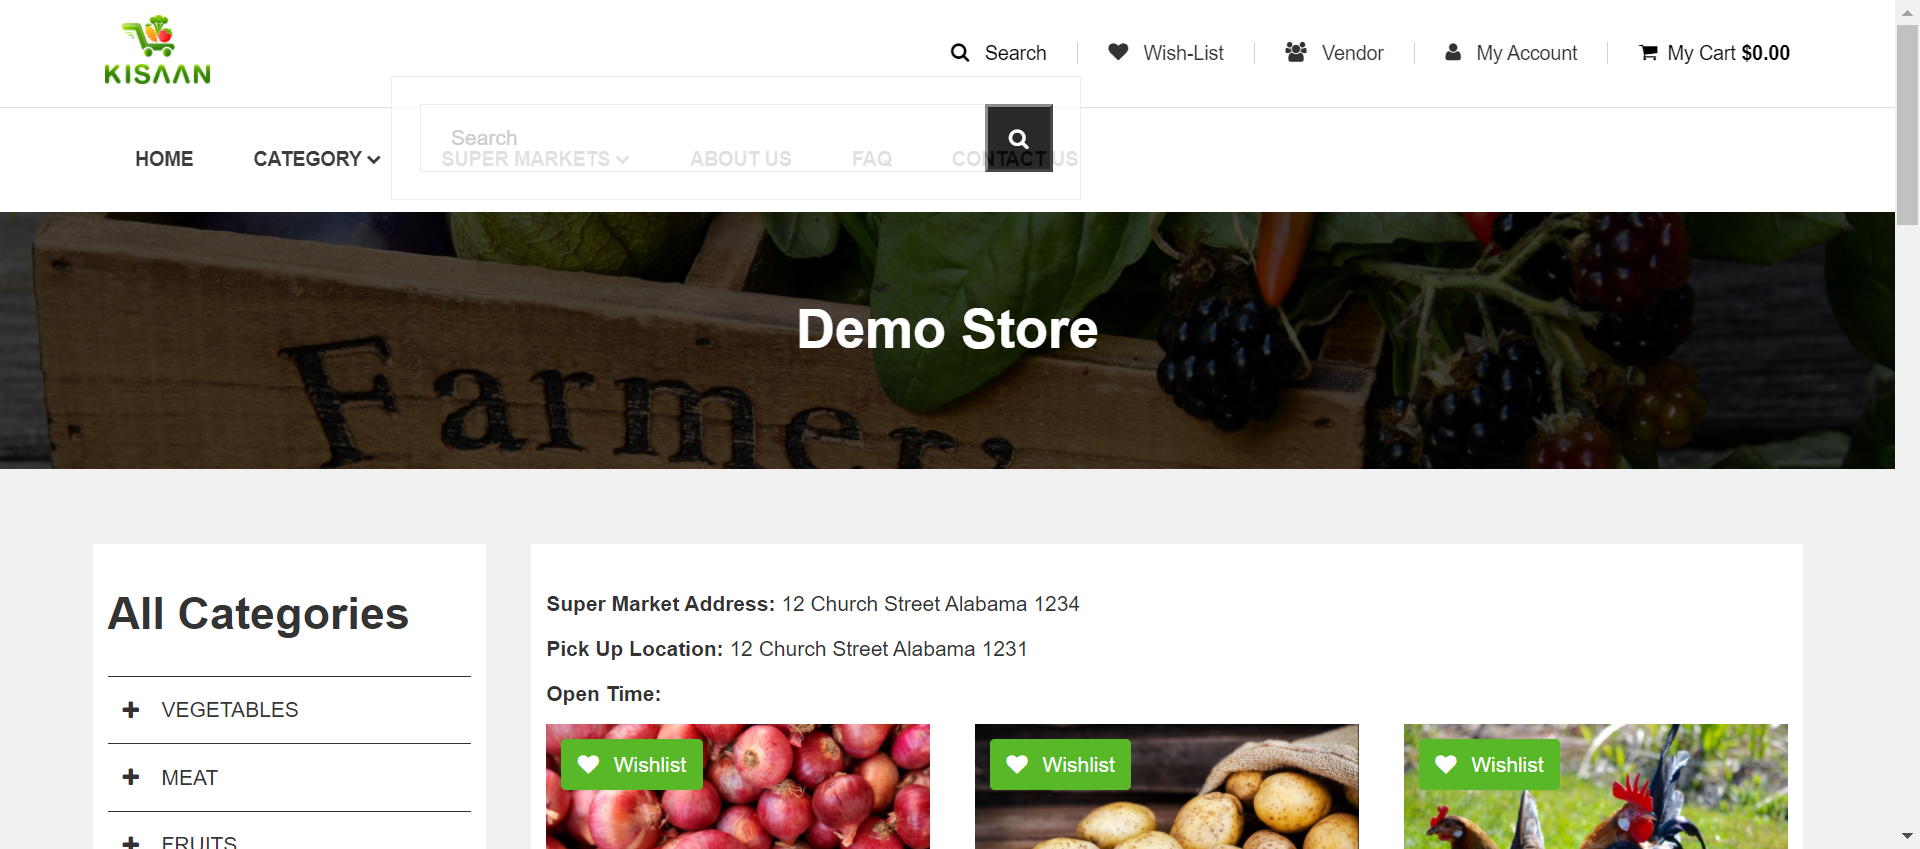 KISAAN
Search
Wish-List
Vendor
My Account
My Cart $0.00
Search
HOME
CATEGORY
SUPER MARKETS
ABOUT US
FAQ
CONTACT US
Farmer's
Demo Store
All Categories
VEGETABLES
MEAT
FRUITS
Super Market Address: 12 Church Street Alabama 1234
Pick Up Location: 12 Church Street Alabama 1231
Open Time:
Wishlist
Wishlist
Wishlist